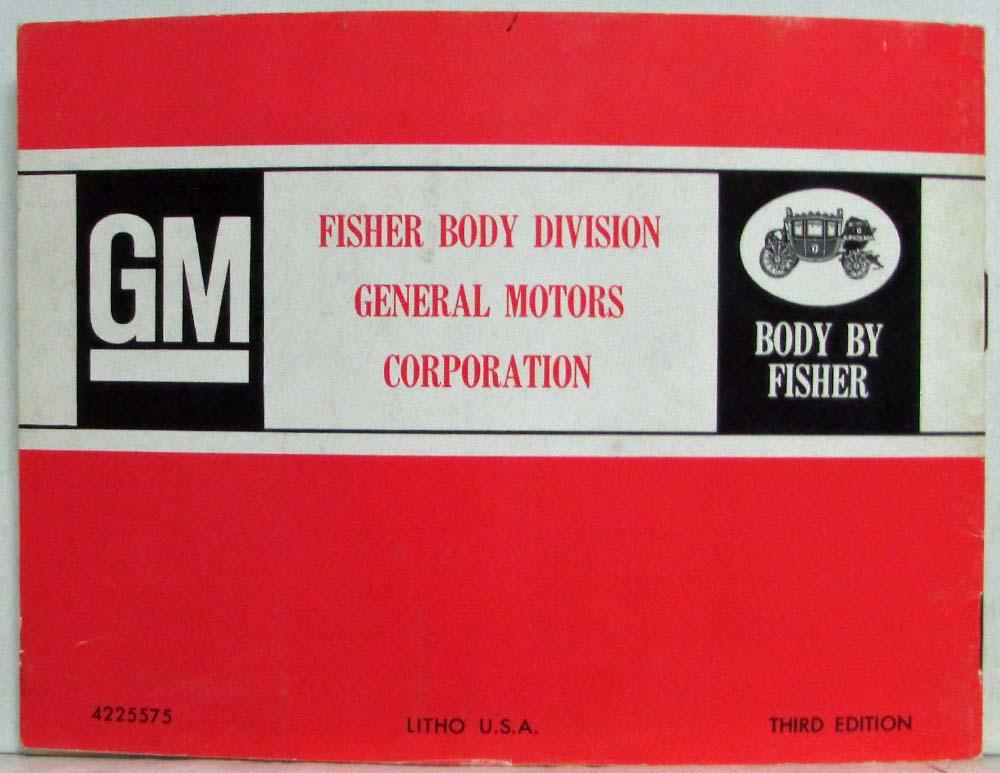 GM
FISHER BODY DIVISION
GENERAL MOTORS
CORPORATION
BODY BY
FISHER
4225575
LITHO U.S.A.
THIRD EDITION